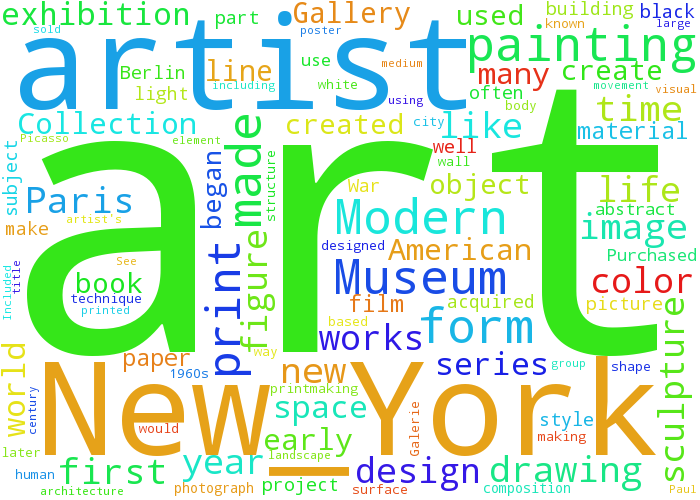 exhibition
part
Gallery
used
building
black
sold
artist
poster
known
large
painting
Berlin
line
use
medium
many
create
movement
light
including
white
often
visual
using
body
time
Collection
created
city
like
material
Picasso
element
well
wall
subject
began
made
structure
art
War
object
life
Paris
artist's
Modern
abstract
image
make
print
figure
designed
American
Purchased
See
Museum
color
Included
title
book
technique
printed
film
acquired
picture
based
works
form
sculpture
way
world
century
paper
1960s
New_York
new
series
group
shape
printmaking
space
would
Galerie
style
making
early
later
human
first
year
landscape
project
design
drawing
architecture
photograph
surface
composition
Paul